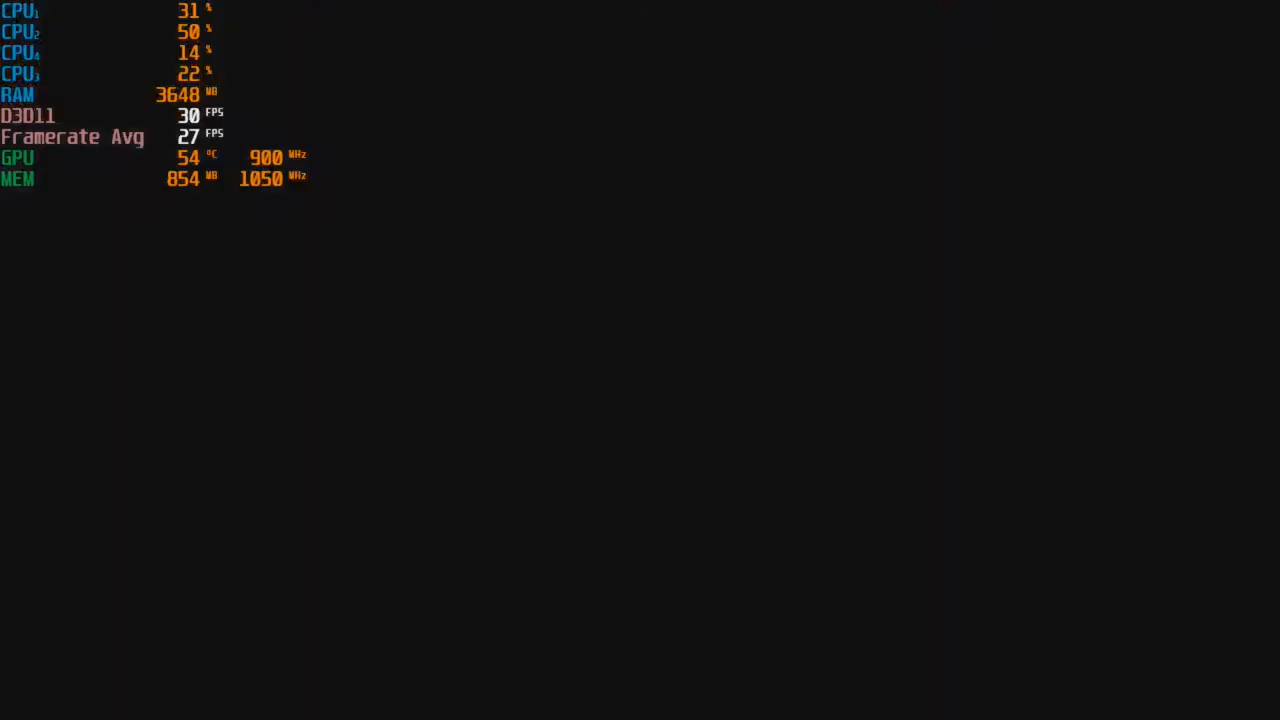 CPU1 31 %
CPU2 50 %
CPU4 14 %
CPU3 22 %
RAM 3648 MB
D3D11 30 FPS
Framerate Avg 27 FPS
GPU 54 °C 900 MHz
MEM 854 MB 1050 MHz